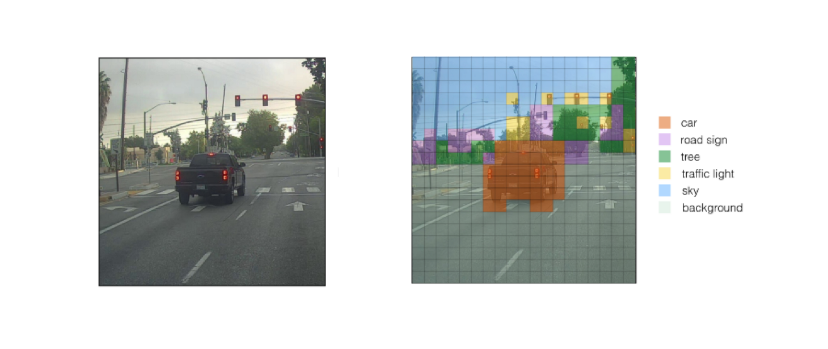 car
road sign
tree
traffic light
sky
background